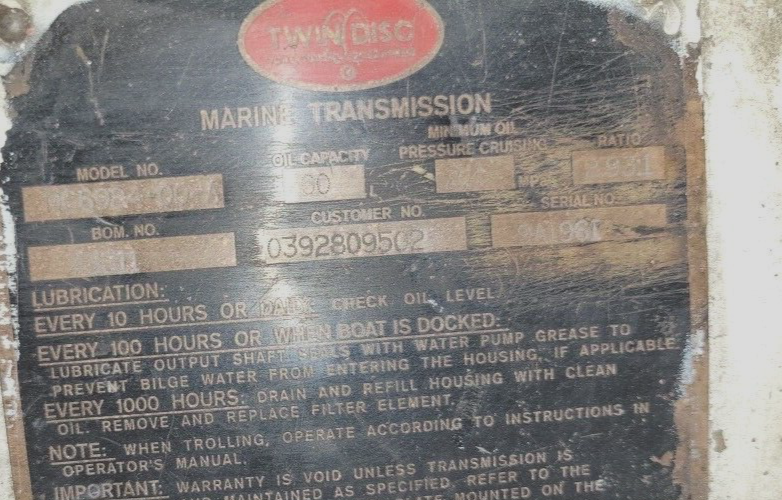 TWIN DISC
MARINE TRANSMISSION
MODEL NO.
OIL CAPACITY
60 L
MINIMUM OIL
PRESSURE CRUISING
RATIO
BOM. NO.
CUSTOMER NO.
0392809502
SERIAL NO.
LUBRICATION:
EVERY 10 HOURS OR DAILY, CHECK OIL LEVEL
EVERY 100 HOURS OR WHEN BOAT IS DOCKED:
LUBRICATE OUTPUT SHAFT SEALS WITH WATER PUMP GREASE TO
PREVENT BILGE WATER FROM ENTERING THE HOUSING, IF APPLICABLE.
EVERY 1000 HOURS: DRAIN AND REFILL HOUSING WITH CLEAN
OIL. REMOVE AND REPLACE FILTER ELEMENT.
NOTE: WHEN TROLLING, OPERATE ACCORDING TO INSTRUCTIONS IN
OPERATOR'S MANUAL.
IMPORTANT: WARRANTY IS VOID UNLESS TRANSMISSION IS
MAINTAINED AS SPECIFIED. REFER TO THE
MOUNTED ON THE